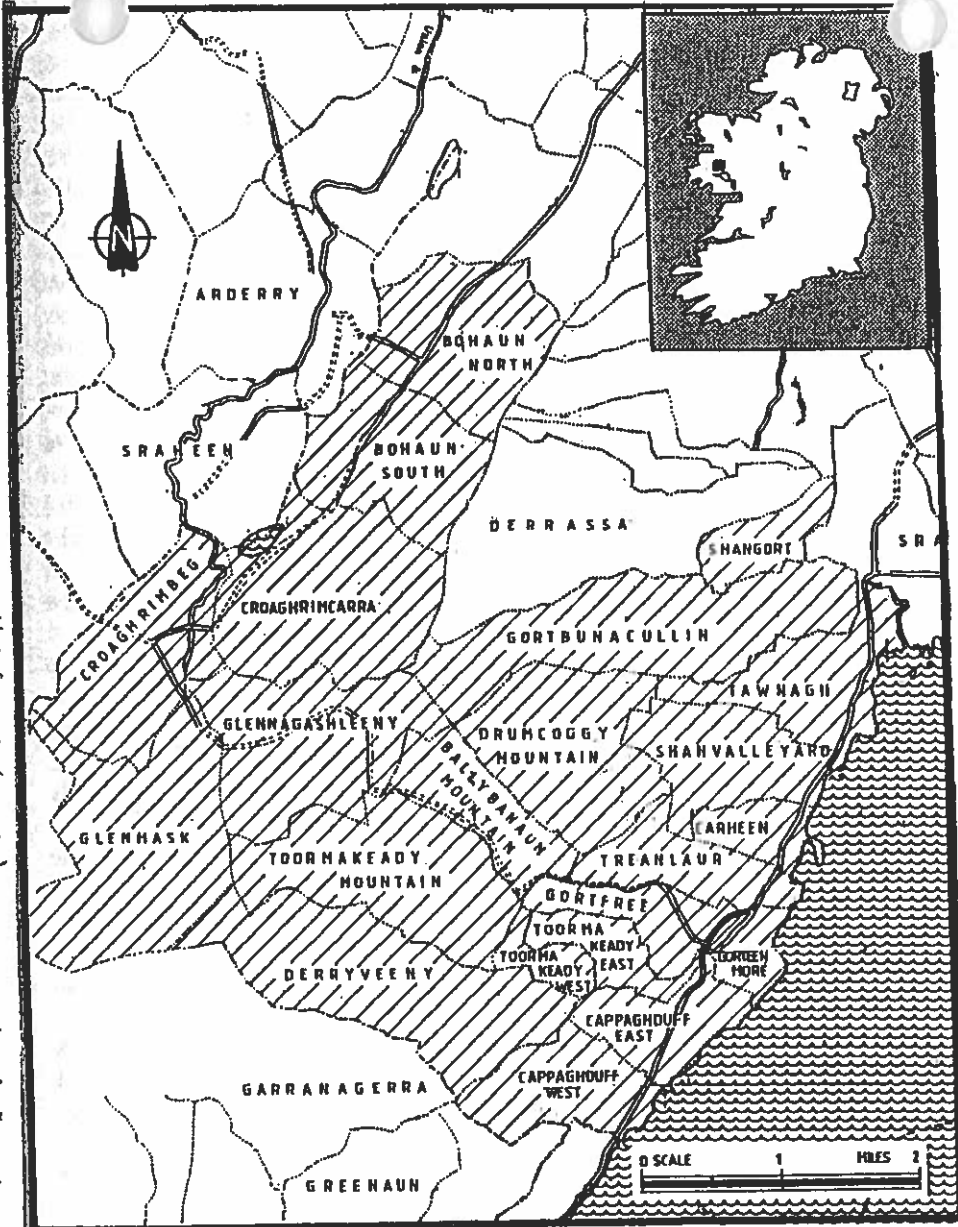 N
ARDERRY
BOHAUN
NORTH
SRAHEEN
BOHAUN
SOUTH
DERRASSA
SHANGORT
SRA
CROAGHRIMBEG
CROAGHRIMCARRA
GORTBUNACULLIN
TAWNAGH
GLENNAGASHLEENY
DRUMCOGGY
MOUNTAIN
SHANVALLEYARD
BALLYBANAUN
MOUNTAIN
CARHEEN
GLENMASK
TOORMAKEADY
MOUNTAIN
TREANLAUR
GORTFREE
TOORMA
KEADY
EAST
TOORMA
KEADY
WEST
GORTEEN
MORE
DERRYVEENY
CAPPAGHDUFF
EAST
CAPPAGHDUFF
WEST
GARRANAGERRA
GREENAUN
0 SCALE 1 MILES 2